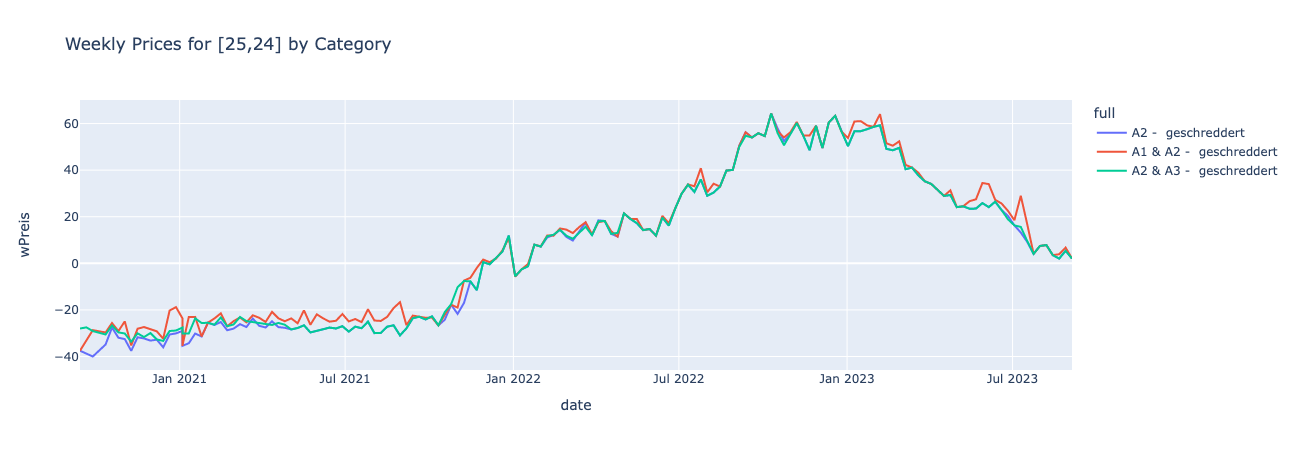 Weekly Prices for [25,24] by Category
full
A2 -  geschreddert
A1 & A2 -  geschreddert
A2 & A3 -  geschreddert
wPreis
60
40
20
0
−20
−40
Jan 2021
Jul 2021
Jan 2022
Jul 2022
Jan 2023
Jul 2023
date